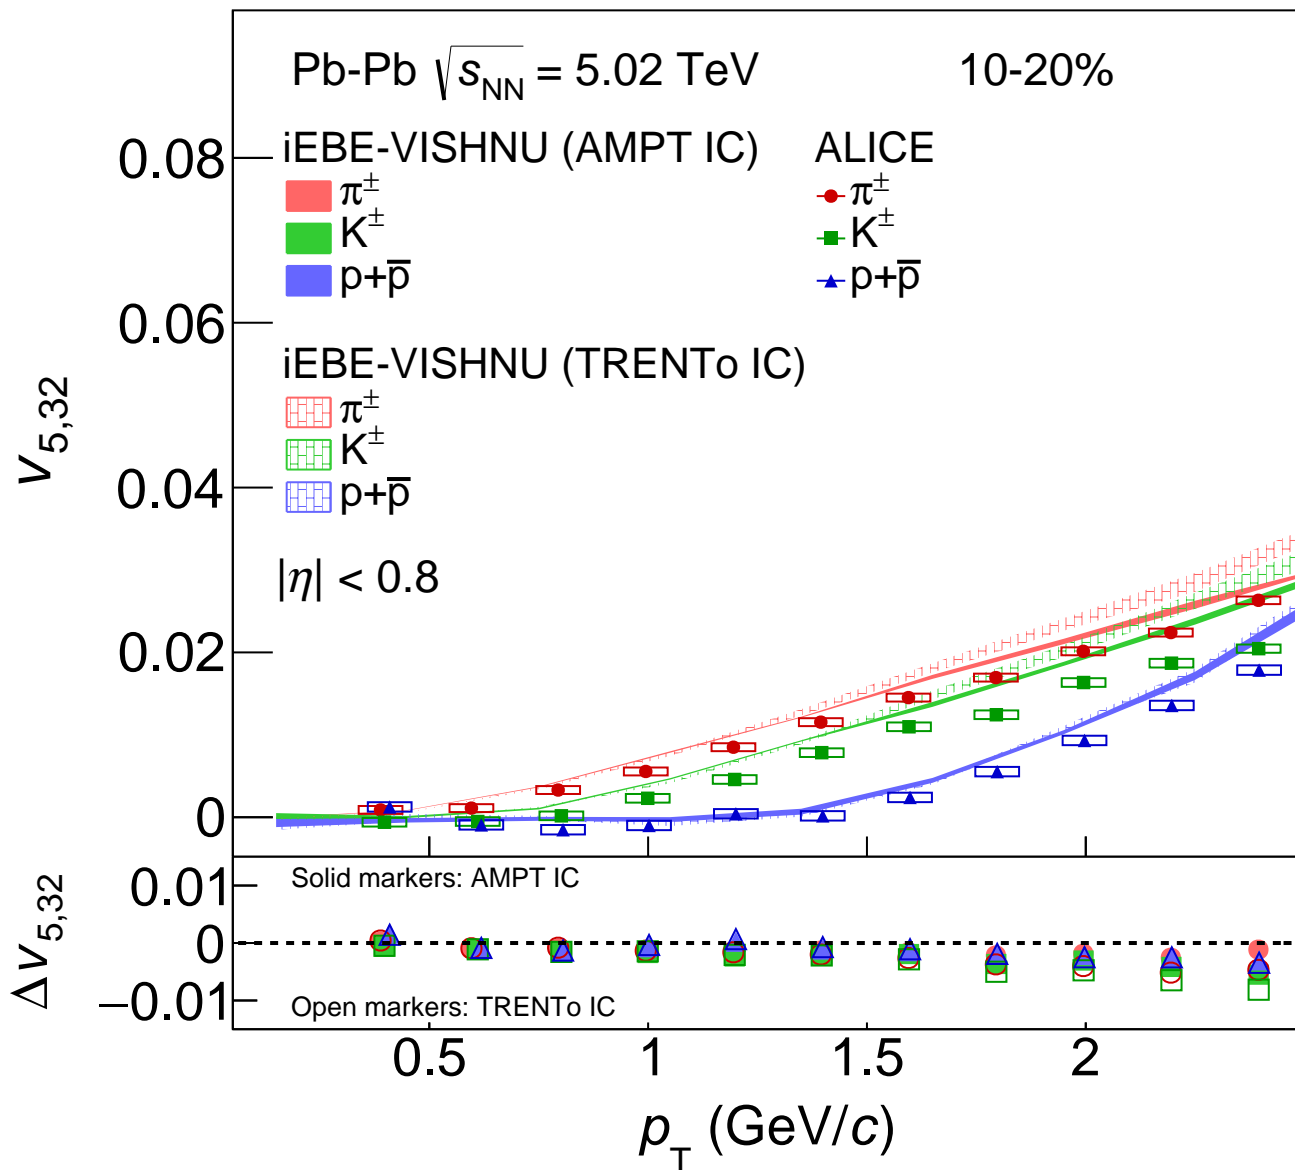 Pb-Pb √s_NN = 5.02 TeV 10-20%
iEBE-VISHNU (AMPT IC) ALICE
π± π±
K± K±
p+p̅ p+p̅
iEBE-VISHNU (TRENTo IC)
π±
K±
p+p̅
|η| < 0.8
v5,32
0.08
0.06
0.04
0.02
0
Solid markers: AMPT IC
Open markers: TRENTo IC
Δv5,32
0.01
0
−0.01
0.5 1 1.5 2
pT (GeV/c)